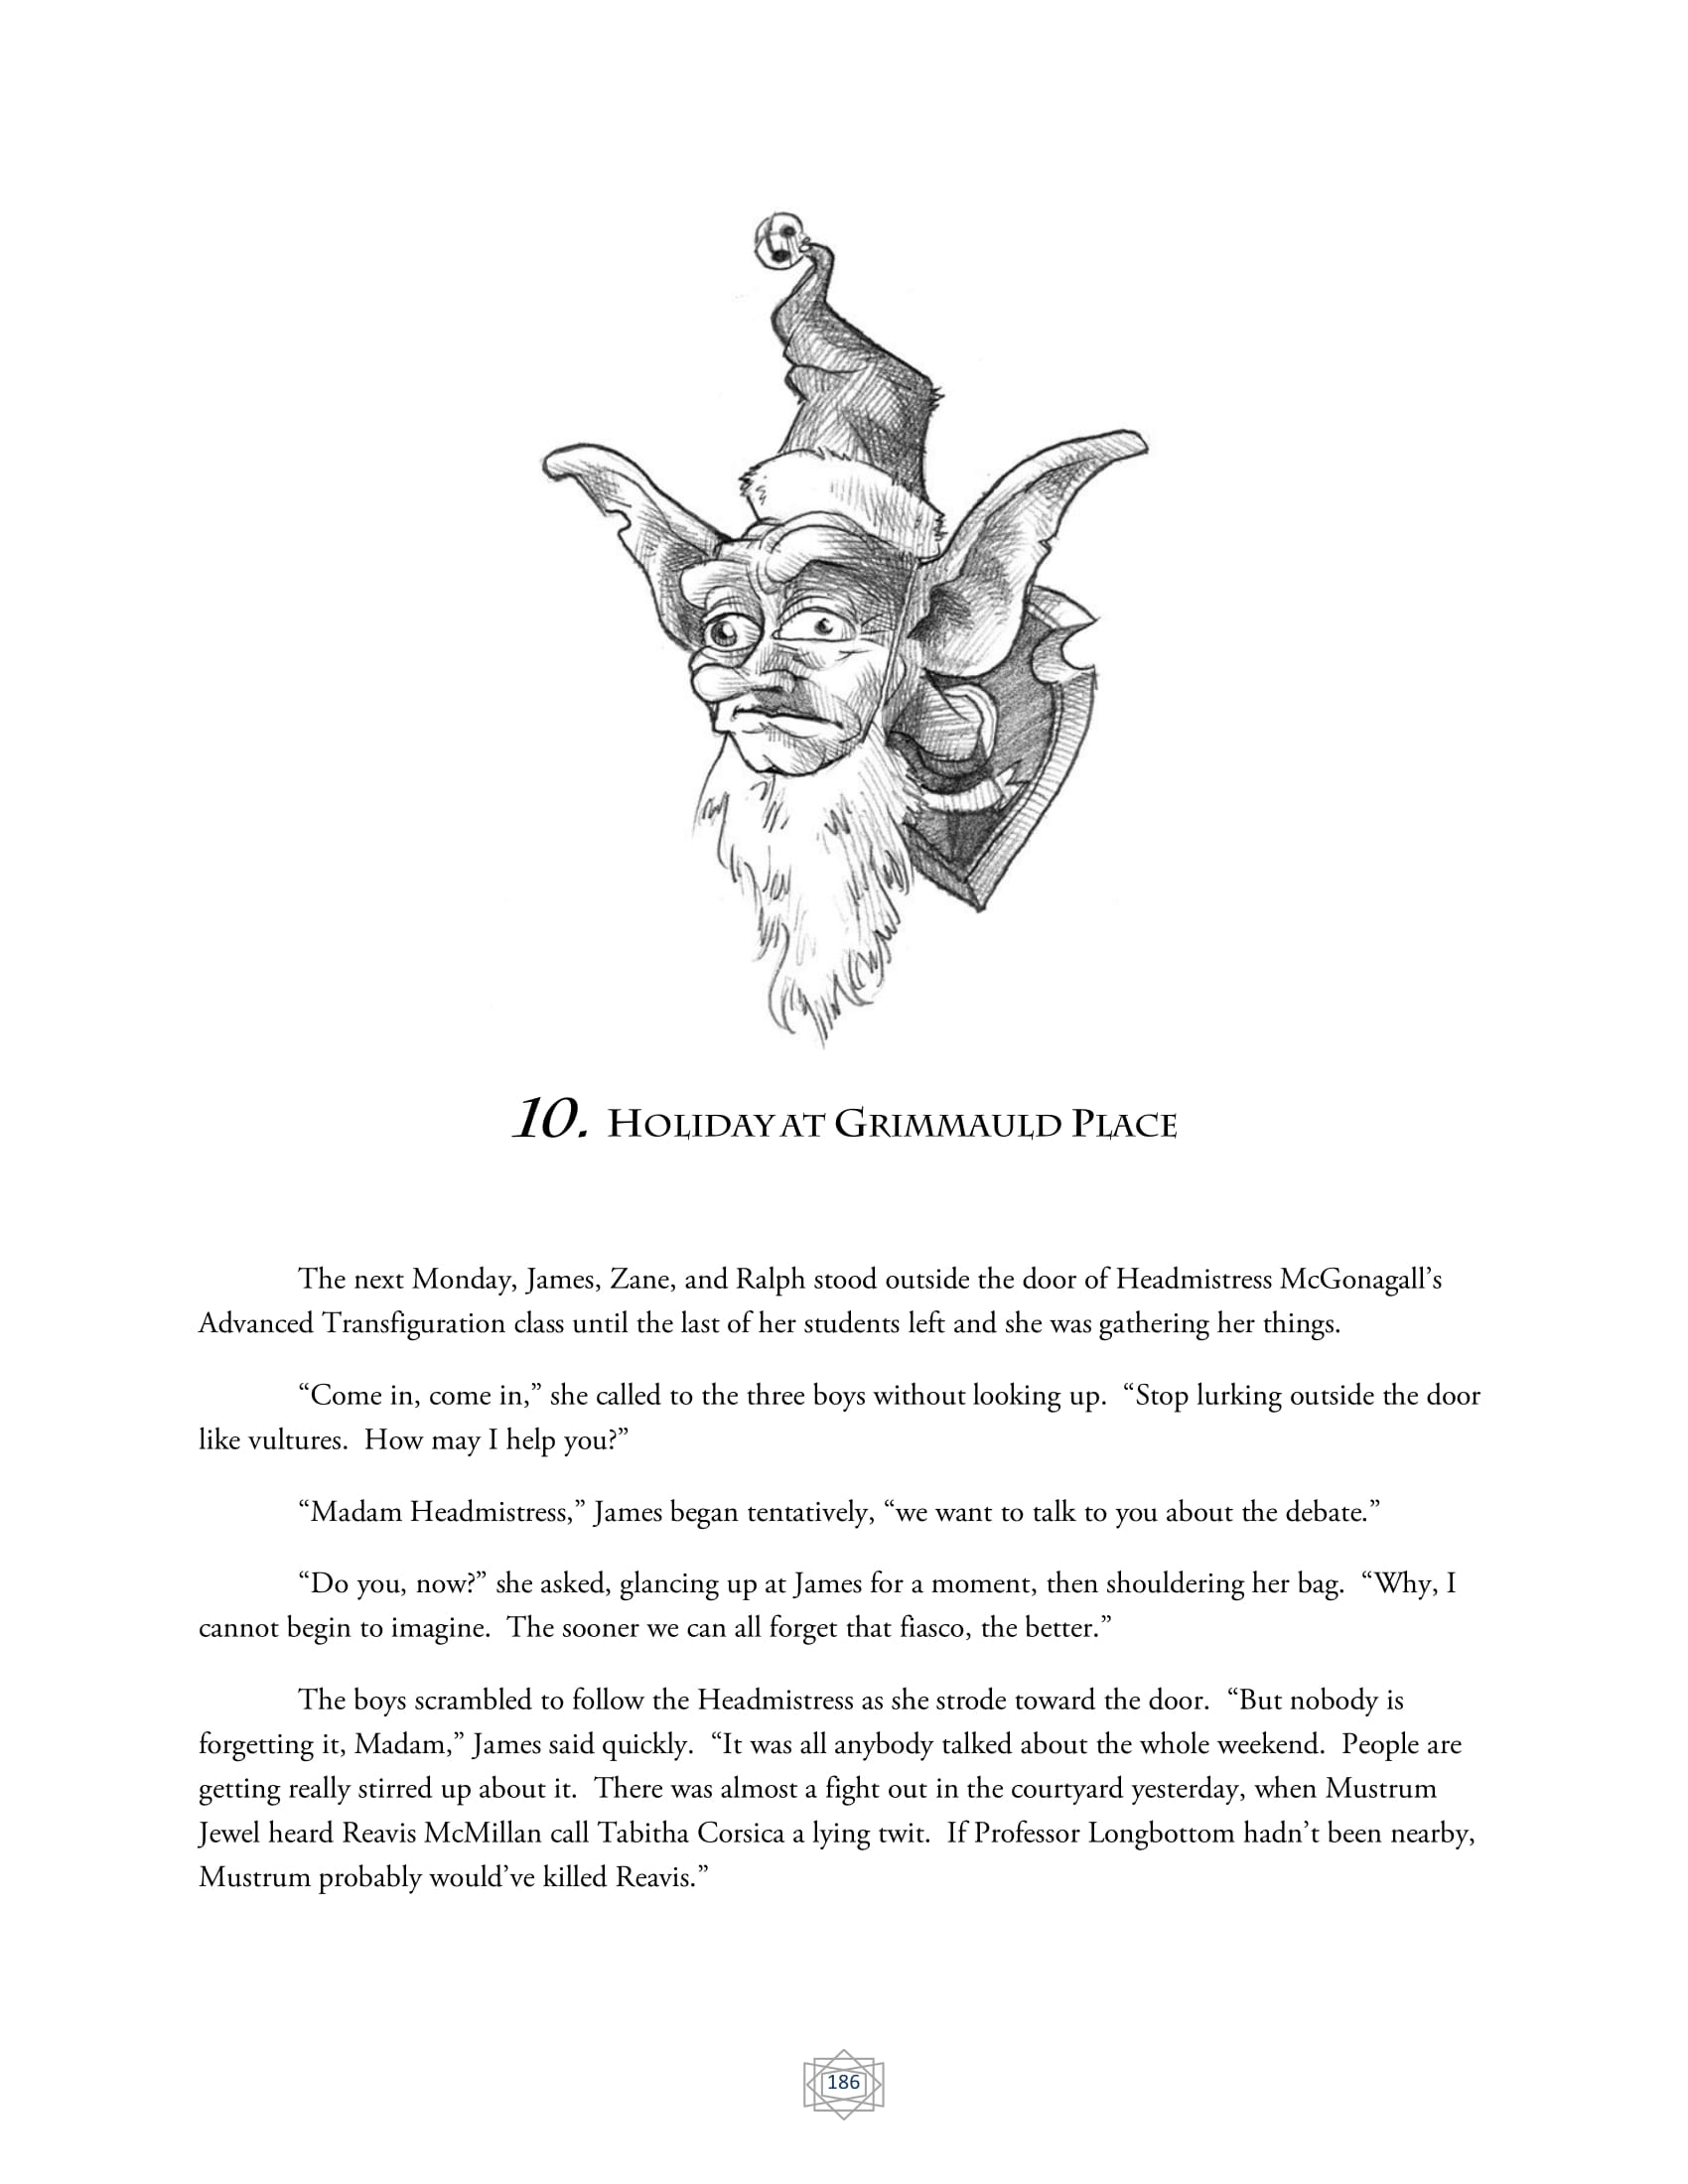 10. Holiday at Grimmauld Place
The next Monday, James, Zane, and Ralph stood outside the door of Headmistress McGonagall’s
Advanced Transfiguration class until the last of her students left and she was gathering her things.
“Come in, come in,” she called to the three boys without looking up.  “Stop lurking outside the door
like vultures.  How may I help you?”
“Madam Headmistress,” James began tentatively, “we want to talk to you about the debate.”
“Do you, now?” she asked, glancing up at James for a moment, then shouldering her bag.  “Why, I
cannot begin to imagine.  The sooner we can all forget that fiasco, the better.”
The boys scrambled to follow the Headmistress as she strode toward the door.  “But nobody is
forgetting it, Madam,” James said quickly.  “It was all anybody talked about the whole weekend.  People are
getting really stirred up about it.  There was almost a fight out in the courtyard yesterday, when Mustrum
Jewel heard Reavis McMillan call Tabitha Corsica a lying twit.  If Professor Longbottom hadn’t been nearby,
Mustrum probably would’ve killed Reavis.”
186